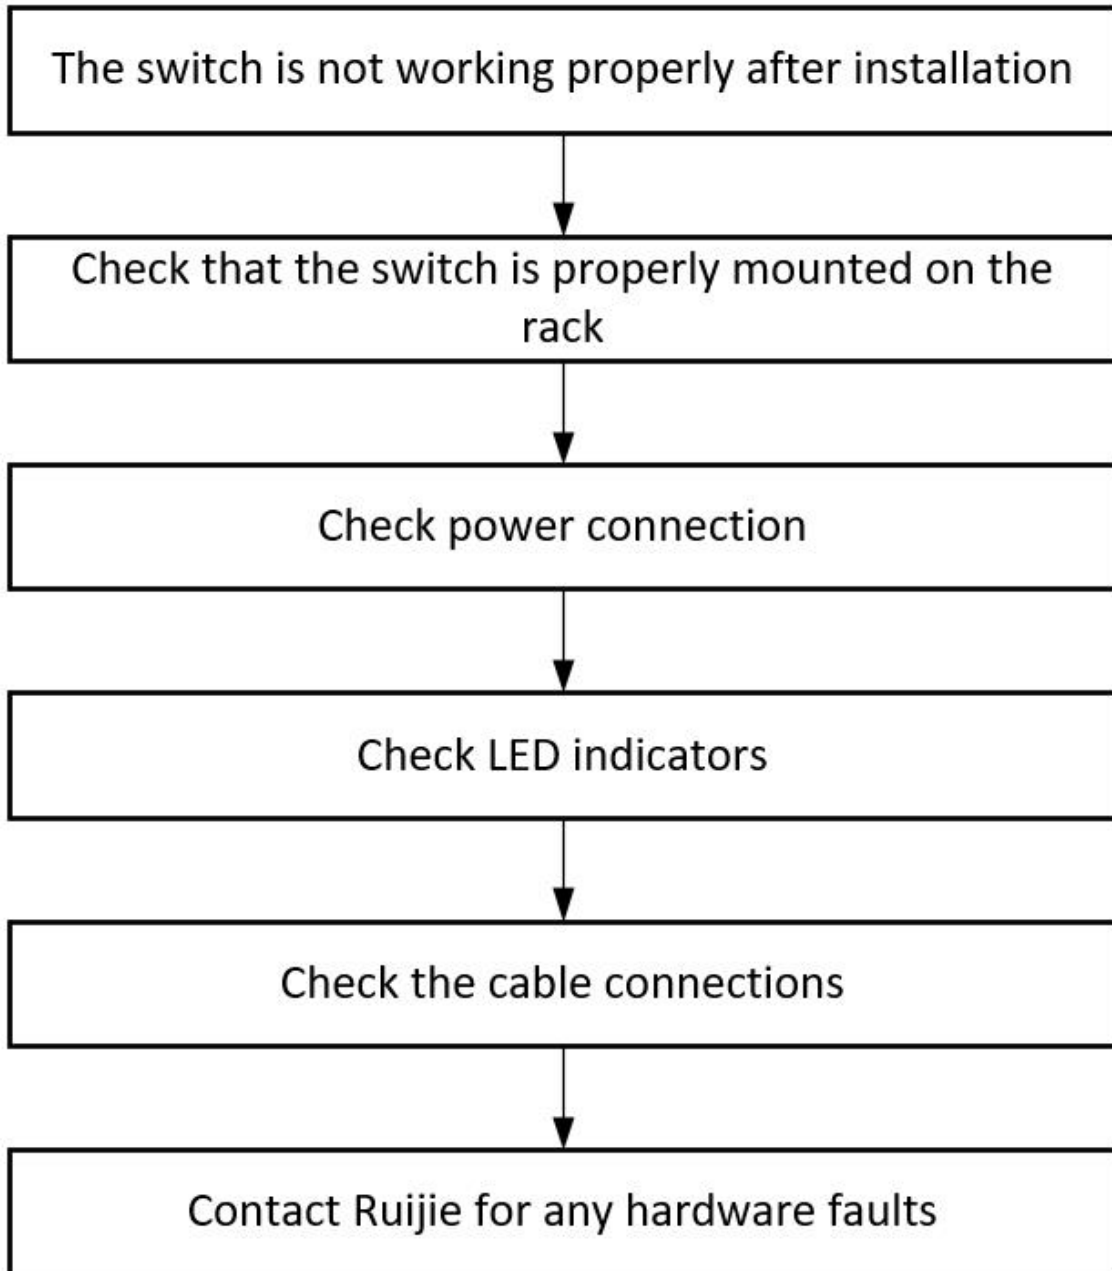 The switch is not working properly after installation
Check that the switch is properly mounted on the
rack
Check power connection
Check LED indicators
Check the cable connections
Contact Ruijie for any hardware faults